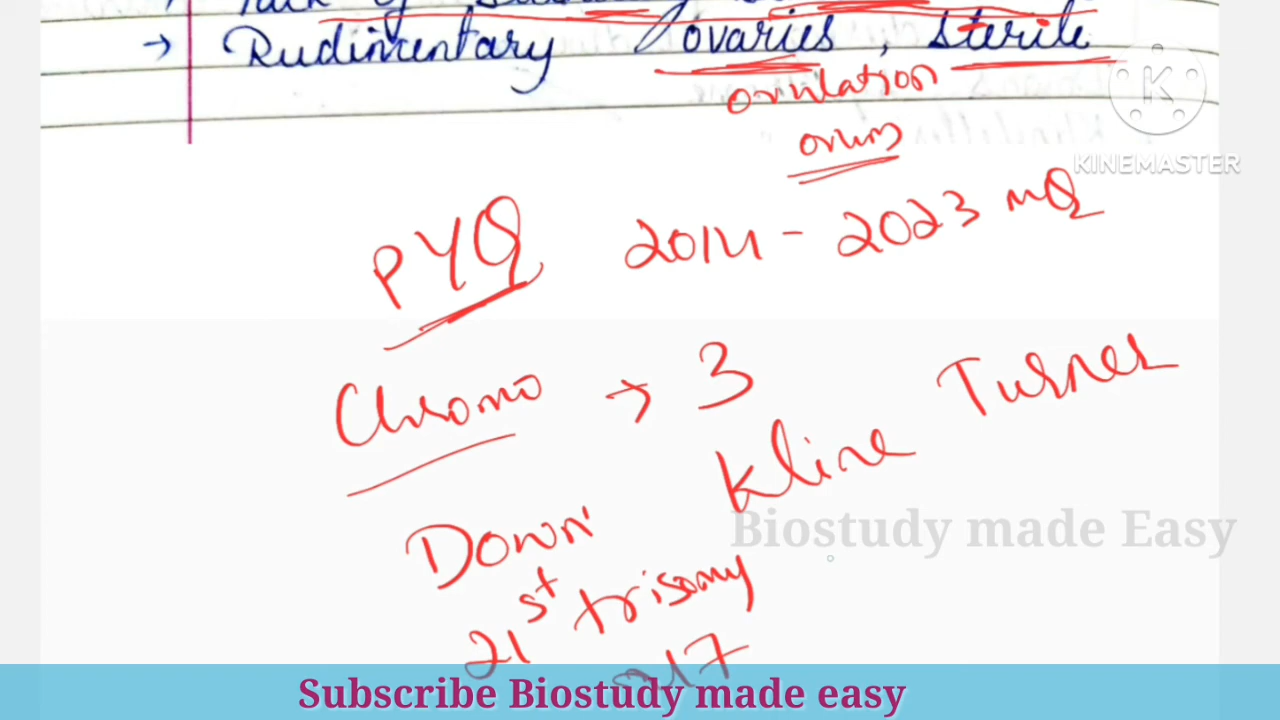 → Rudimentary ovaries, sterile
ovulation
ovum
K
KINEMASTER
PYQ 2014 - 2023 MQ
Chromo → 3
Turner
Kline
Down'
Biostudy made Easy
21st trisomy
Subscribe Biostudy made easy